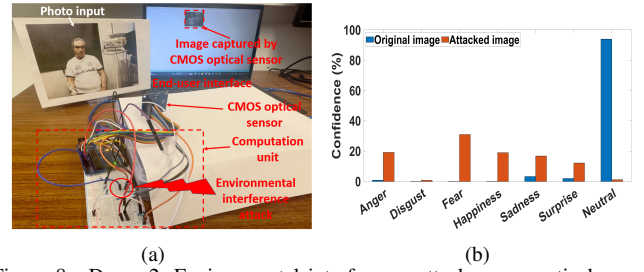 Photo input
Image captured by
CMOS optical sensor
End-user interface
CMOS optical
sensor
Computation
unit
Environmental
interference
attack
(a)
Original image Attacked image
Confidence (%)
100
80
60
40
20
0
Anger
Disgust
Fear
Happiness
Sadness
Surprise
Neutral
(b)